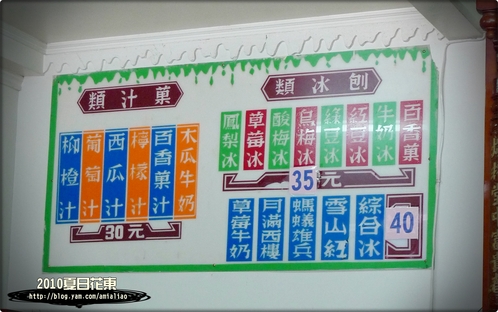 刨冰類
百香菓
牛奶冰
紅豆冰
綠豆冰
烏梅冰
酸梅冰
草莓冰
鳳梨冰
35元
綜合冰
雪山紅
螞蟻雄兵
月滿西樓
草莓牛奶
40
菓汁類
木瓜牛奶
百香菓汁
檸檬汁
西瓜汁
葡萄汁
柳橙汁
30元
2010夏日花東
http://blog.yam.com/amialiao